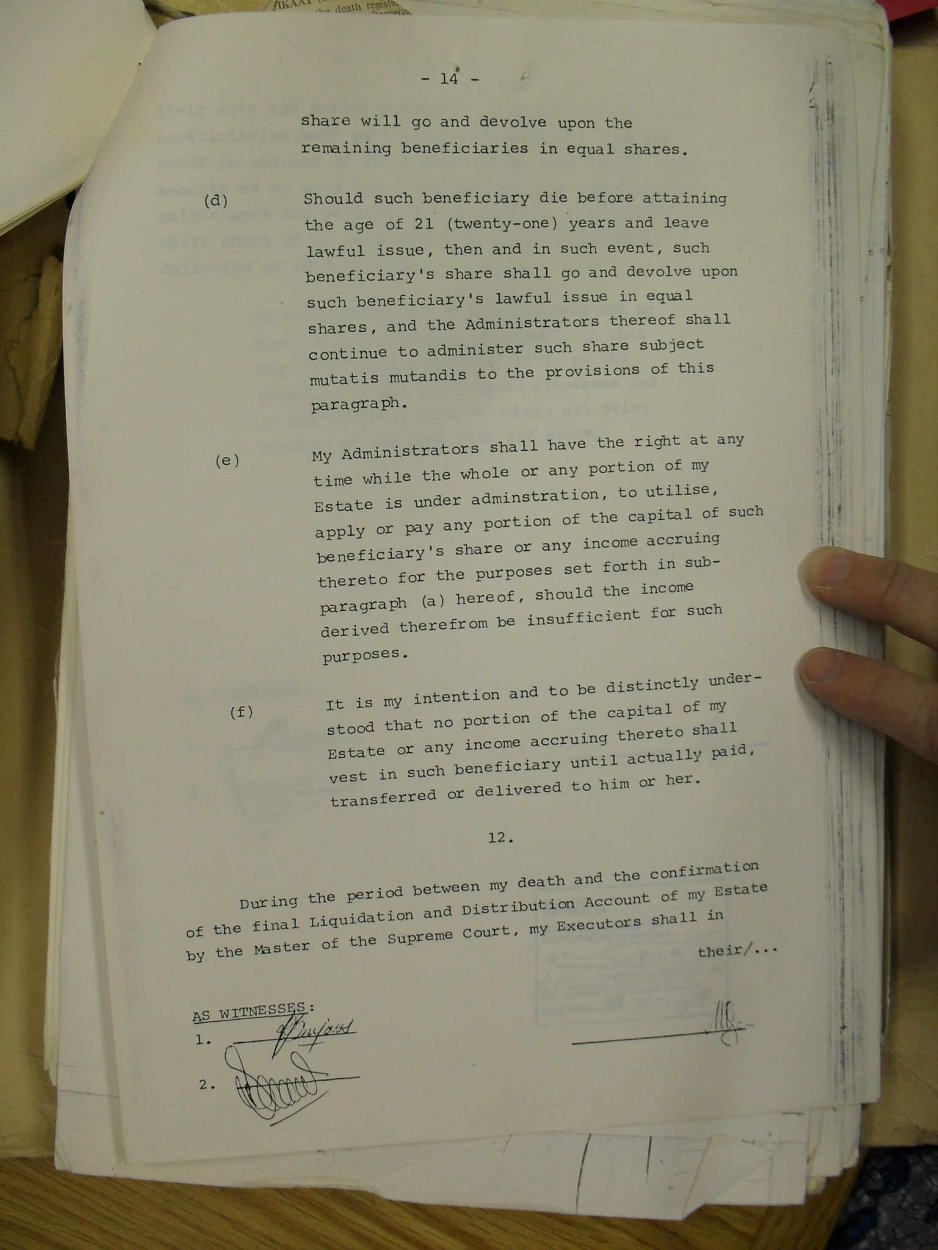 the death registe
- 14 -
share will go and devolve upon the
remaining beneficiaries in equal shares.
(d) Should such beneficiary die before attaining
the age of 21 (twenty-one) years and leave
lawful issue, then and in such event, such
beneficiary's share shall go and devolve upon
such beneficiary's lawful issue in equal
shares, and the Administrators thereof shall
continue to administer such share subject
mutatis mutandis to the provisions of this
paragraph.
(e) My Administrators shall have the right at any
time while the whole or any portion of my
Estate is under adminstration, to utilise,
apply or pay any portion of the capital of such
beneficiary's share or any income accruing
thereto for the purposes set forth in sub-
paragraph (a) hereof, should the income
derived therefrom be insufficient for such
purposes.
(f) It is my intention and to be distinctly under-
stood that no portion of the capital of my
Estate or any income accruing thereto shall
vest in such beneficiary until actually paid,
transferred or delivered to him or her.
12.
During the period between my death and the confirmation
of the final Liquidation and Distribution Account of my Estate
by the Master of the Supreme Court, my Executors shall in
their/...
AS WITNESSES:
1.
2.